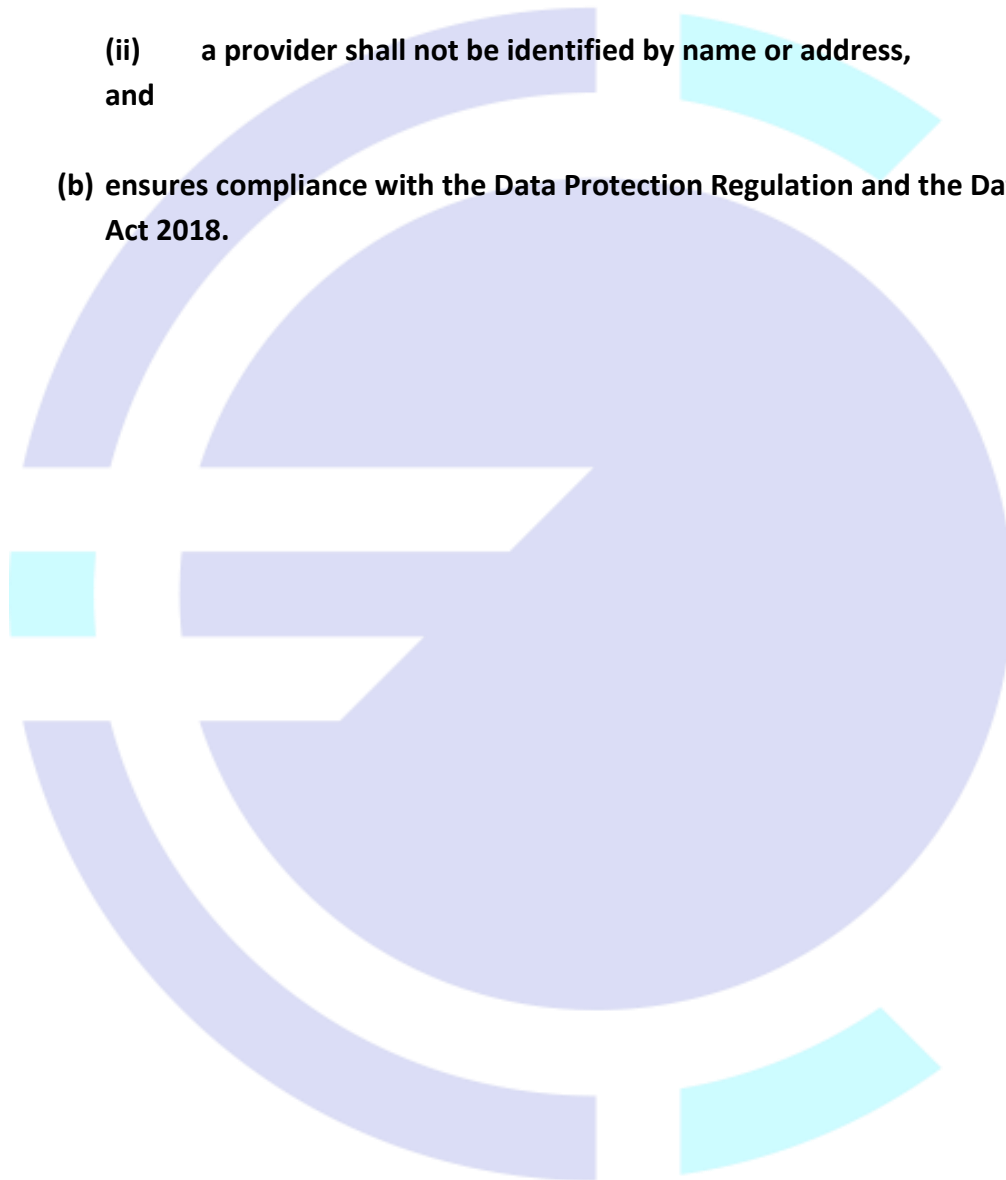 (ii) a provider shall not be identified by name or address,
and
(b) ensures compliance with the Data Protection Regulation and the Da
Act 2018.